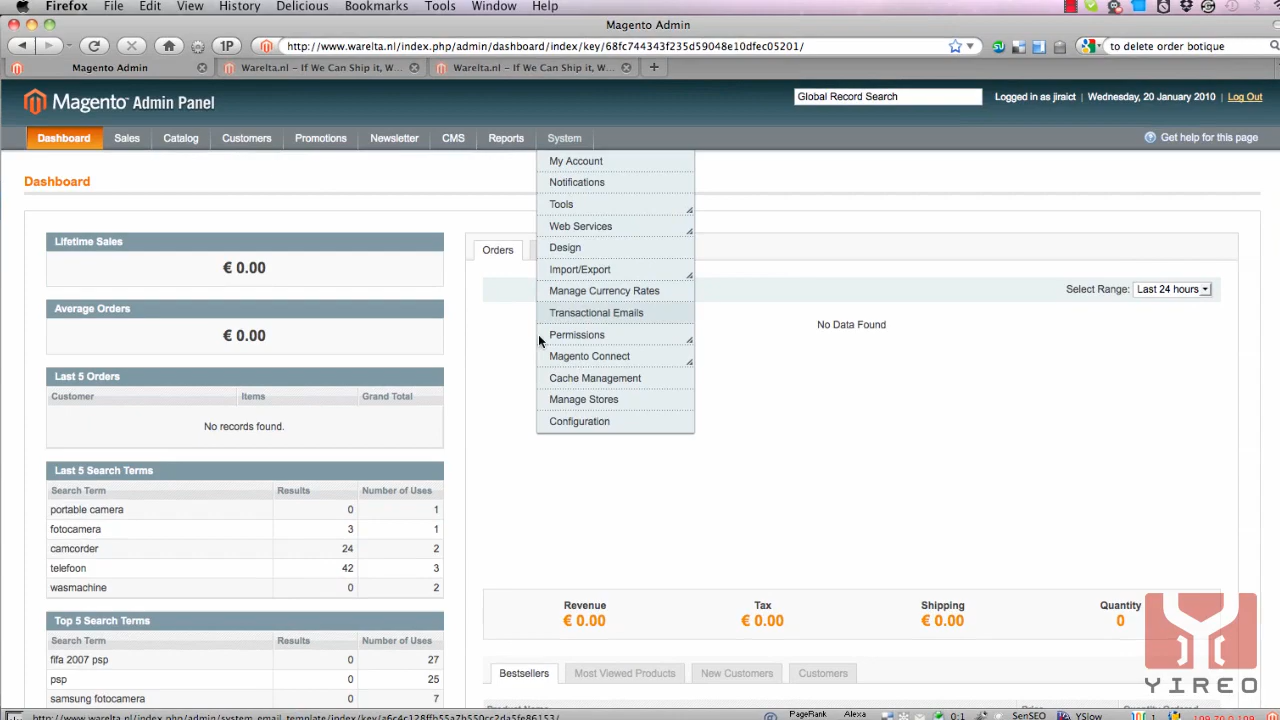 Firefox File Edit View History Delicious Bookmarks Tools Window Help
Magento Admin
1P http://www.warelta.nl/index.php/admin/dashboard/index/key/68fc744343f235d59048e10dfec05201/ to delete order botique
Magento Admin Warelta.nl – If We Can Ship it, W... Warelta.nl – If We Can Ship it, W...
Magento Admin Panel Global Record Search Logged in as jiraict | Wednesday, 20 January 2010 | Log Out
Dashboard Sales Catalog Customers Promotions Newsletter CMS Reports System Get help for this page
My Account
Notifications
Tools
Web Services
Design
Import/Export
Manage Currency Rates
Transactional Emails
Permissions
Magento Connect
Cache Management
Manage Stores
Configuration
Dashboard
Lifetime Sales
€ 0.00
Average Orders
€ 0.00
Last 5 Orders
Customer Items Grand Total
No records found.
Last 5 Search Terms
Search Term Results Number of Uses
portable camera 0 1
fotocamera 3 1
camcorder 24 2
telefoon 42 3
wasmachine 0 2
Top 5 Search Terms
Search Term Results Number of Uses
fifa 2007 psp 0 27
psp 0 25
samsung fotocamera 0 7
Orders
Select Range: Last 24 hours
No Data Found
Revenue Tax Shipping Quantity
€ 0.00 € 0.00 € 0.00 0
Bestsellers Most Viewed Products New Customers Customers
YIREO
PageRank Alexa 0:1 SenSEO YSlow